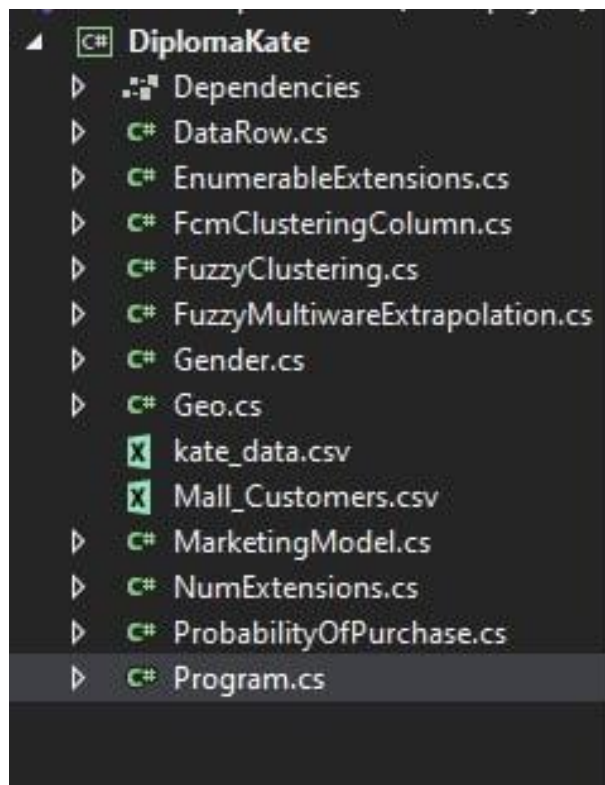 C# DiplomaKate
Dependencies
C# DataRow.cs
C# EnumerableExtensions.cs
C# FcmClusteringColumn.cs
C# FuzzyClustering.cs
C# FuzzyMultiwareExtrapolation.cs
C# Gender.cs
C# Geo.cs
X kate_data.csv
X Mall_Customers.csv
C# MarketingModel.cs
C# NumExtensions.cs
C# ProbabilityOfPurchase.cs
C# Program.cs